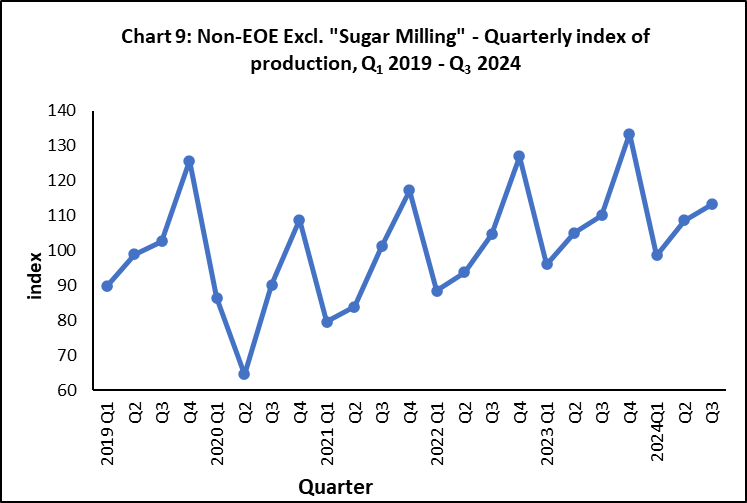 Chart 9: Non-EOE Excl. "Sugar Milling" - Quarterly index of
production, Q1 2019 - Q3 2024
140
130
120
110
100
90
80
70
60
index
2019 Q1
Q2
Q3
Q4
2020 Q1
Q2
Q3
Q4
2021 Q1
Q2
Q3
Q4
2022 Q1
Q2
Q3
Q4
2023 Q1
Q2
Q3
Q4
2024Q1
Q2
Q3
Quarter